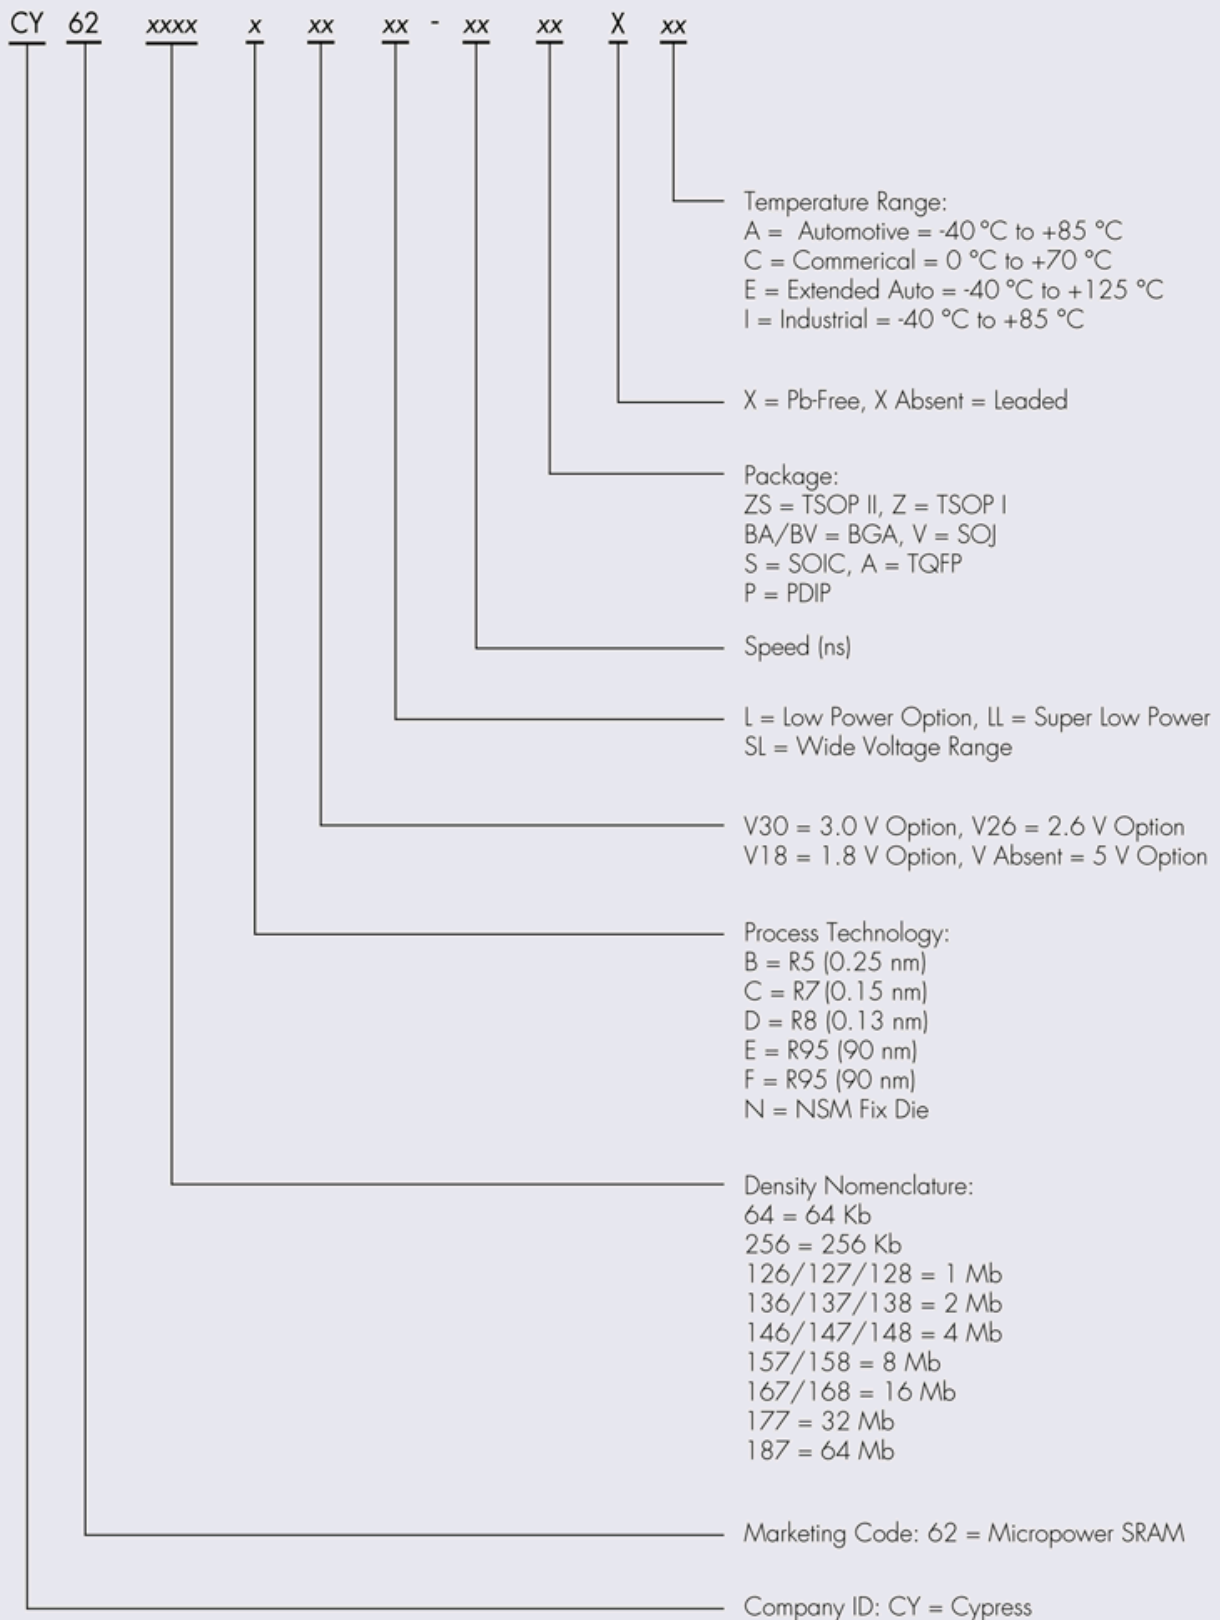 CY 62 xxxx x xx xx - xx xx X xx
Temperature Range:
A = Automotive = -40 °C to +85 °C
C = Commerical = 0 °C to +70 °C
E = Extended Auto = -40 °C to +125 °C
I = Industrial = -40 °C to +85 °C
X = Pb-Free, X Absent = Leaded
Package:
ZS = TSOP II, Z = TSOP I
BA/BV = BGA, V = SOJ
S = SOIC, A = TQFP
P = PDIP
Speed (ns)
L = Low Power Option, LL = Super Low Power
SL = Wide Voltage Range
V30 = 3.0 V Option, V26 = 2.6 V Option
V18 = 1.8 V Option, V Absent = 5 V Option
Process Technology:
B = R5 (0.25 nm)
C = R7 (0.15 nm)
D = R8 (0.13 nm)
E = R95 (90 nm)
F = R95 (90 nm)
N = NSM Fix Die
Density Nomenclature:
64 = 64 Kb
256 = 256 Kb
126/127/128 = 1 Mb
136/137/138 = 2 Mb
146/147/148 = 4 Mb
157/158 = 8 Mb
167/168 = 16 Mb
177 = 32 Mb
187 = 64 Mb
Marketing Code: 62 = Micropower SRAM
Company ID: CY = Cypress